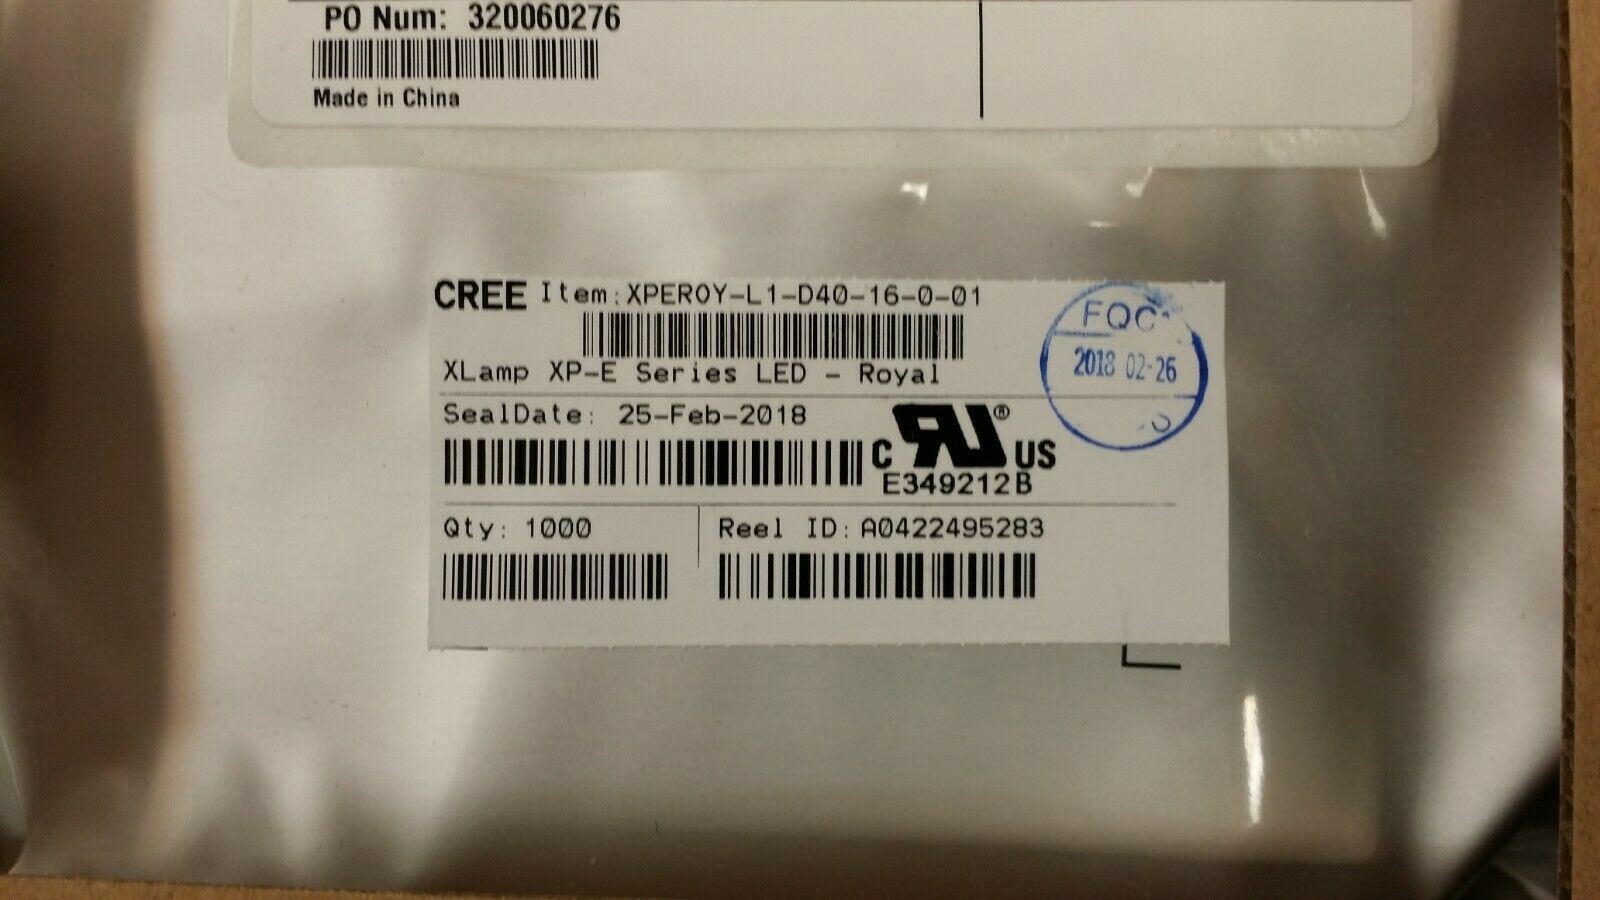 PO Num: 320060276
Made in China
CREE Item:XPEROY-L1-D40-16-0-01
XLamp XP-E Series LED - Royal
SealDate: 25-Feb-2018
C RU® US
E349212B
Qty: 1000
Reel ID: A0422495283
FQC
2018 02-26